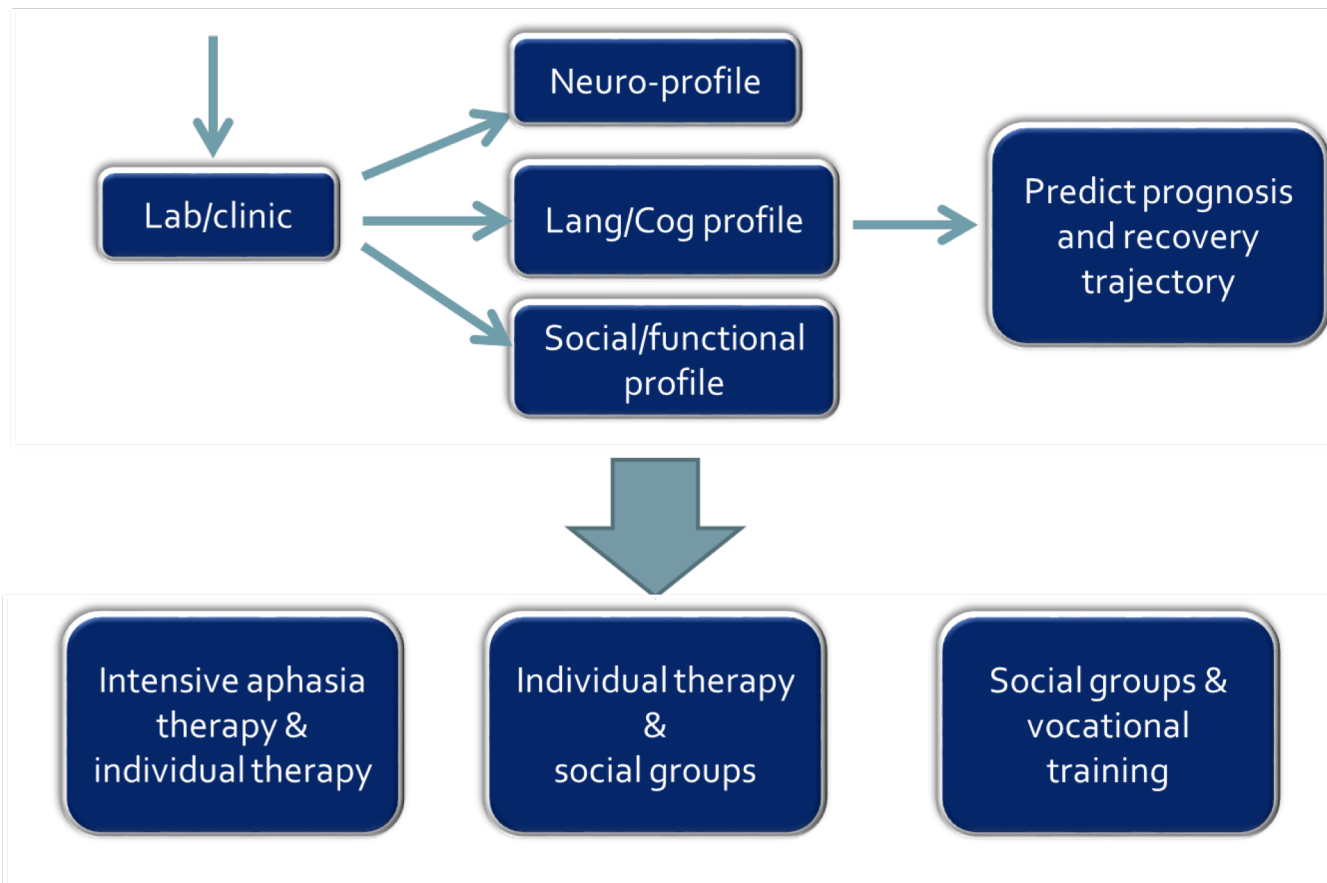 Neuro-profile
Lab/clinic
Lang/Cog profile
Social/functional
profile
Predict prognosis
and recovery
trajectory
Intensive aphasia
therapy &
individual therapy
Individual therapy
&
social groups
Social groups &
vocational
training